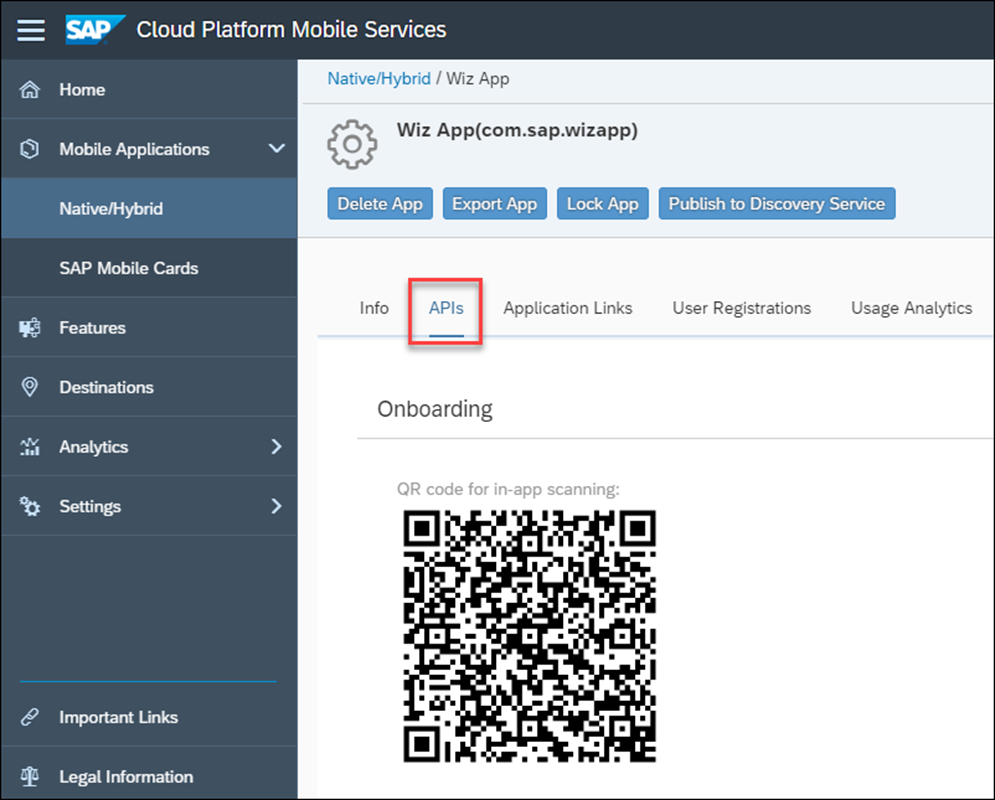 SAP Cloud Platform Mobile Services
Home
Mobile Applications
Native/Hybrid
SAP Mobile Cards
Features
Destinations
Analytics
Settings
Important Links
Legal Information
Native/Hybrid / Wiz App
Wiz App(com.sap.wizapp)
Delete App Export App Lock App Publish to Discovery Service
Info APIs Application Links User Registrations Usage Analytics
Onboarding
QR code for in-app scanning: